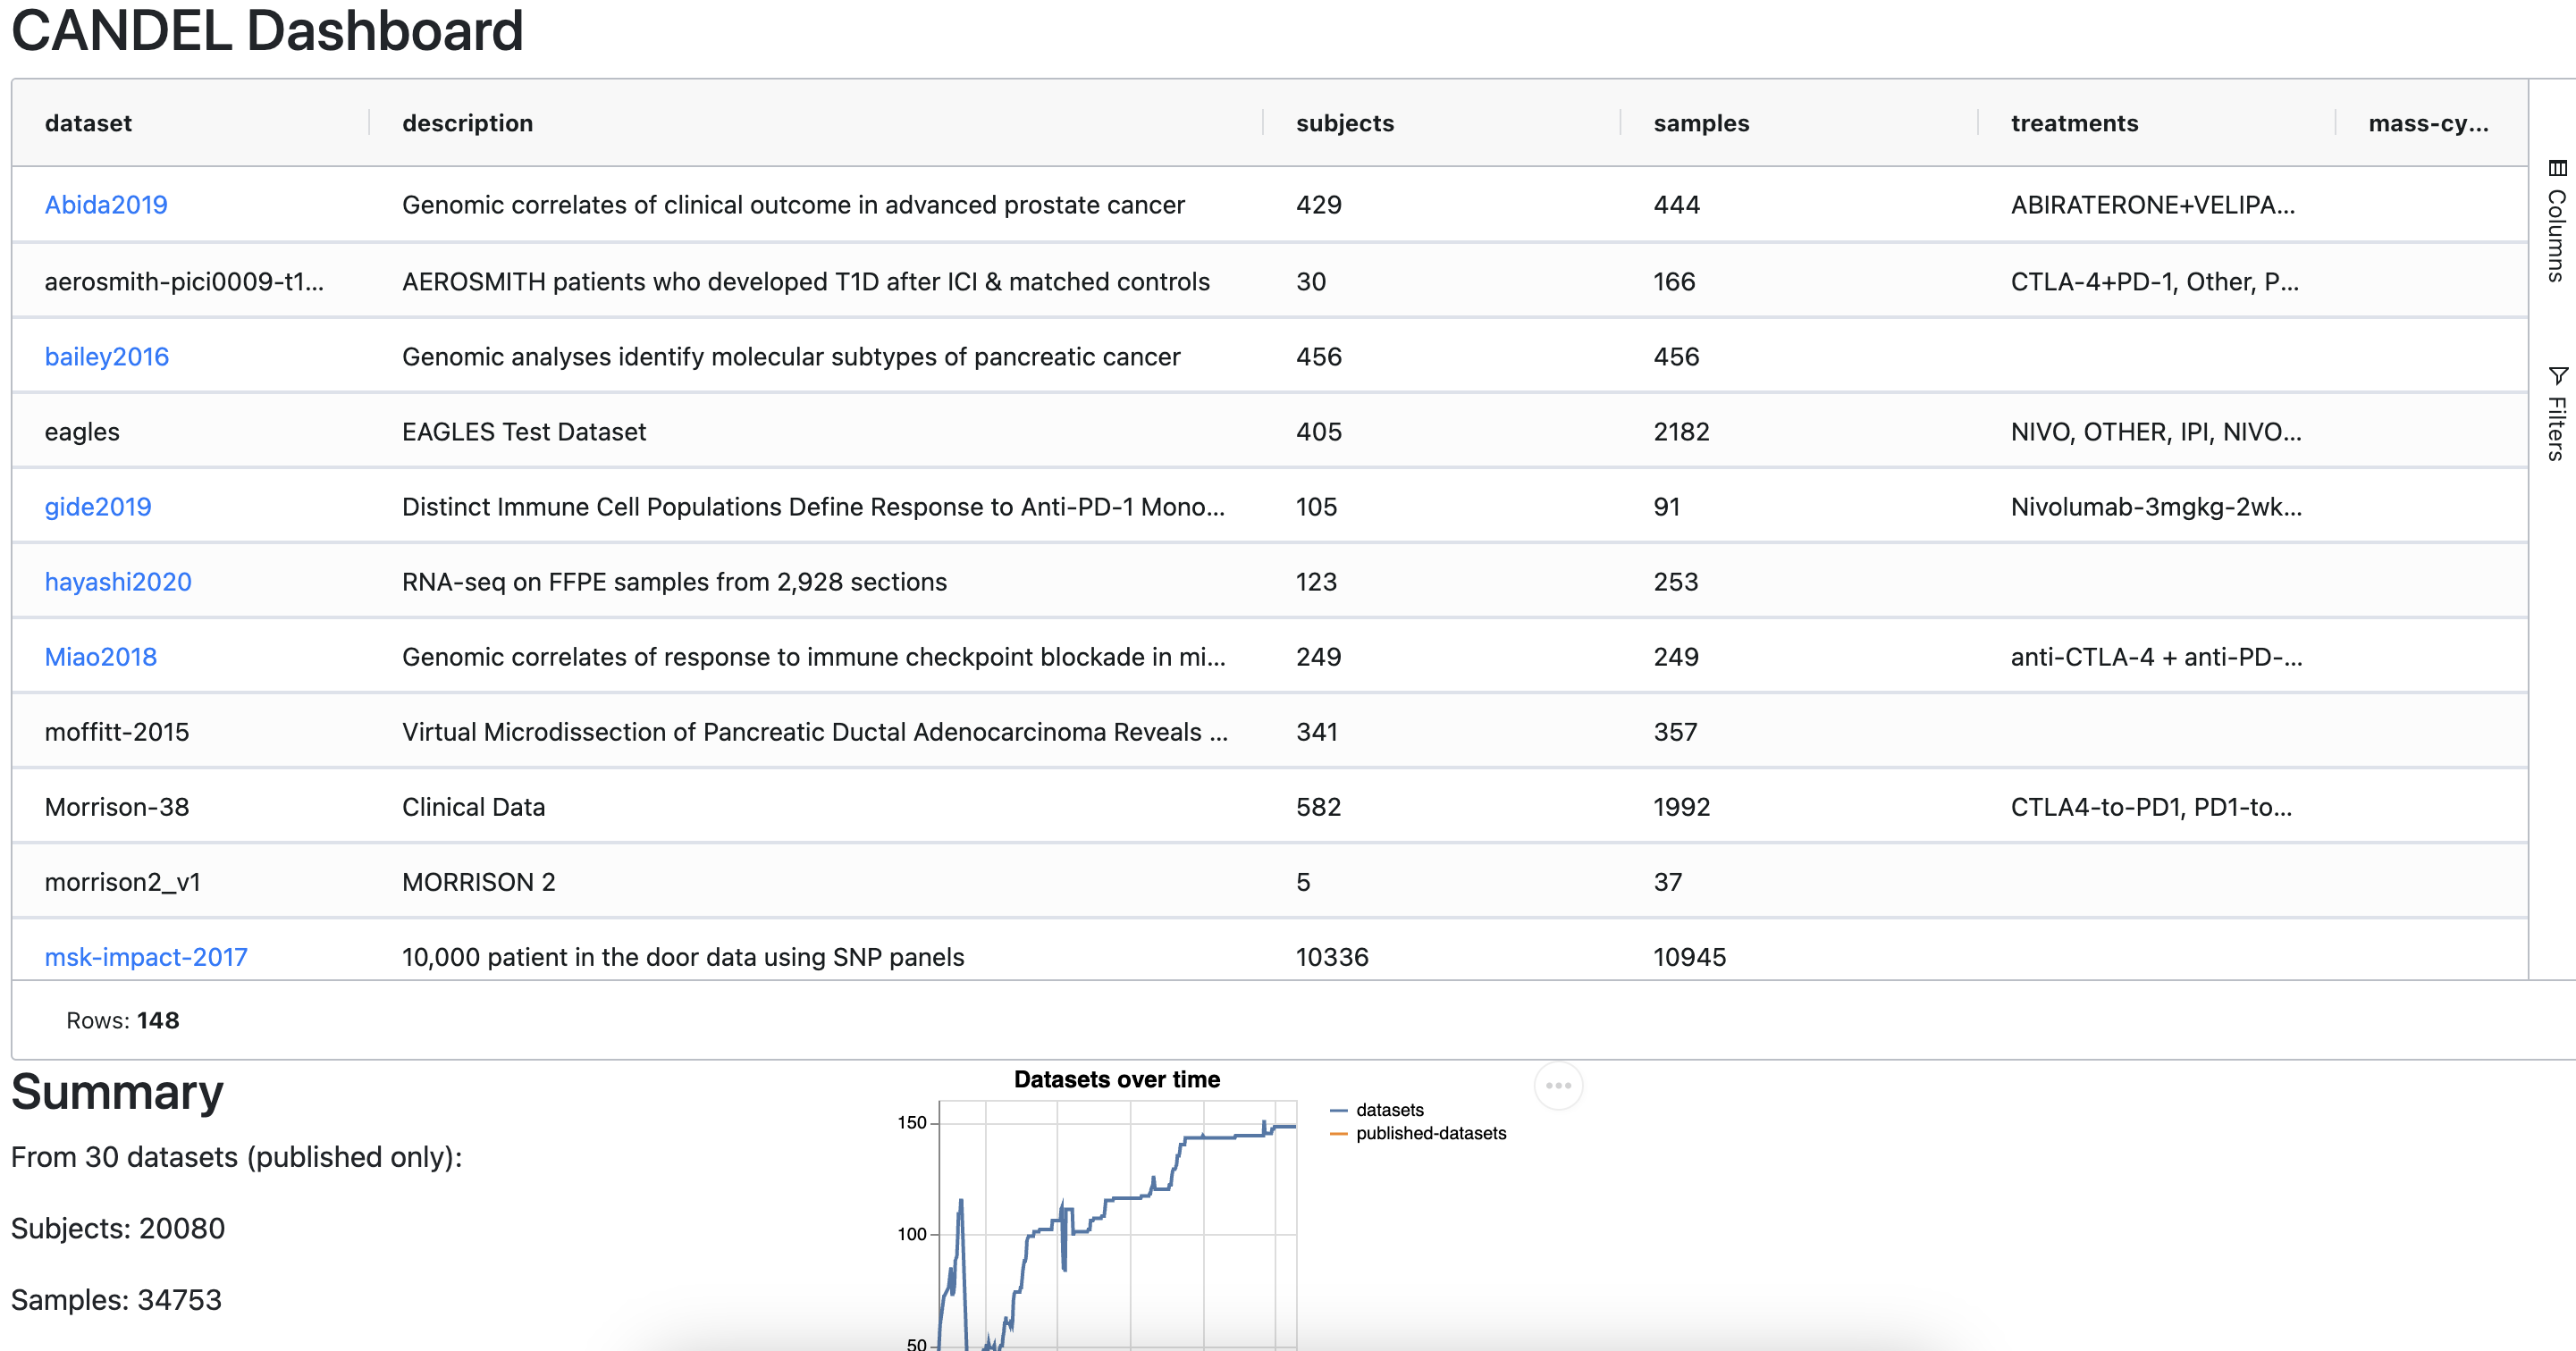 CANDEL Dashboard
dataset description subjects samples treatments mass-cy...
Abida2019 Genomic correlates of clinical outcome in advanced prostate cancer 429 444 ABIRATERONE+VELIPA...
aerosmith-pici0009-t1... AEROSMITH patients who developed T1D after ICI & matched controls 30 166 CTLA-4+PD-1, Other, P...
bailey2016 Genomic analyses identify molecular subtypes of pancreatic cancer 456 456
eagles EAGLES Test Dataset 405 2182 NIVO, OTHER, IPI, NIVO...
gide2019 Distinct Immune Cell Populations Define Response to Anti-PD-1 Mono... 105 91 Nivolumab-3mgkg-2wk...
hayashi2020 RNA-seq on FFPE samples from 2,928 sections 123 253
Miao2018 Genomic correlates of response to immune checkpoint blockade in mi... 249 249 anti-CTLA-4 + anti-PD-...
moffitt-2015 Virtual Microdissection of Pancreatic Ductal Adenocarcinoma Reveals ... 341 357
Morrison-38 Clinical Data 582 1992 CTLA4-to-PD1, PD1-to...
morrison2_v1 MORRISON 2 5 37
msk-impact-2017 10,000 patient in the door data using SNP panels 10336 10945
Columns
Filters
Rows: 148
Summary
From 30 datasets (published only):
Subjects: 20080
Samples: 34753
Datasets over time
150
100
50
datasets
published-datasets